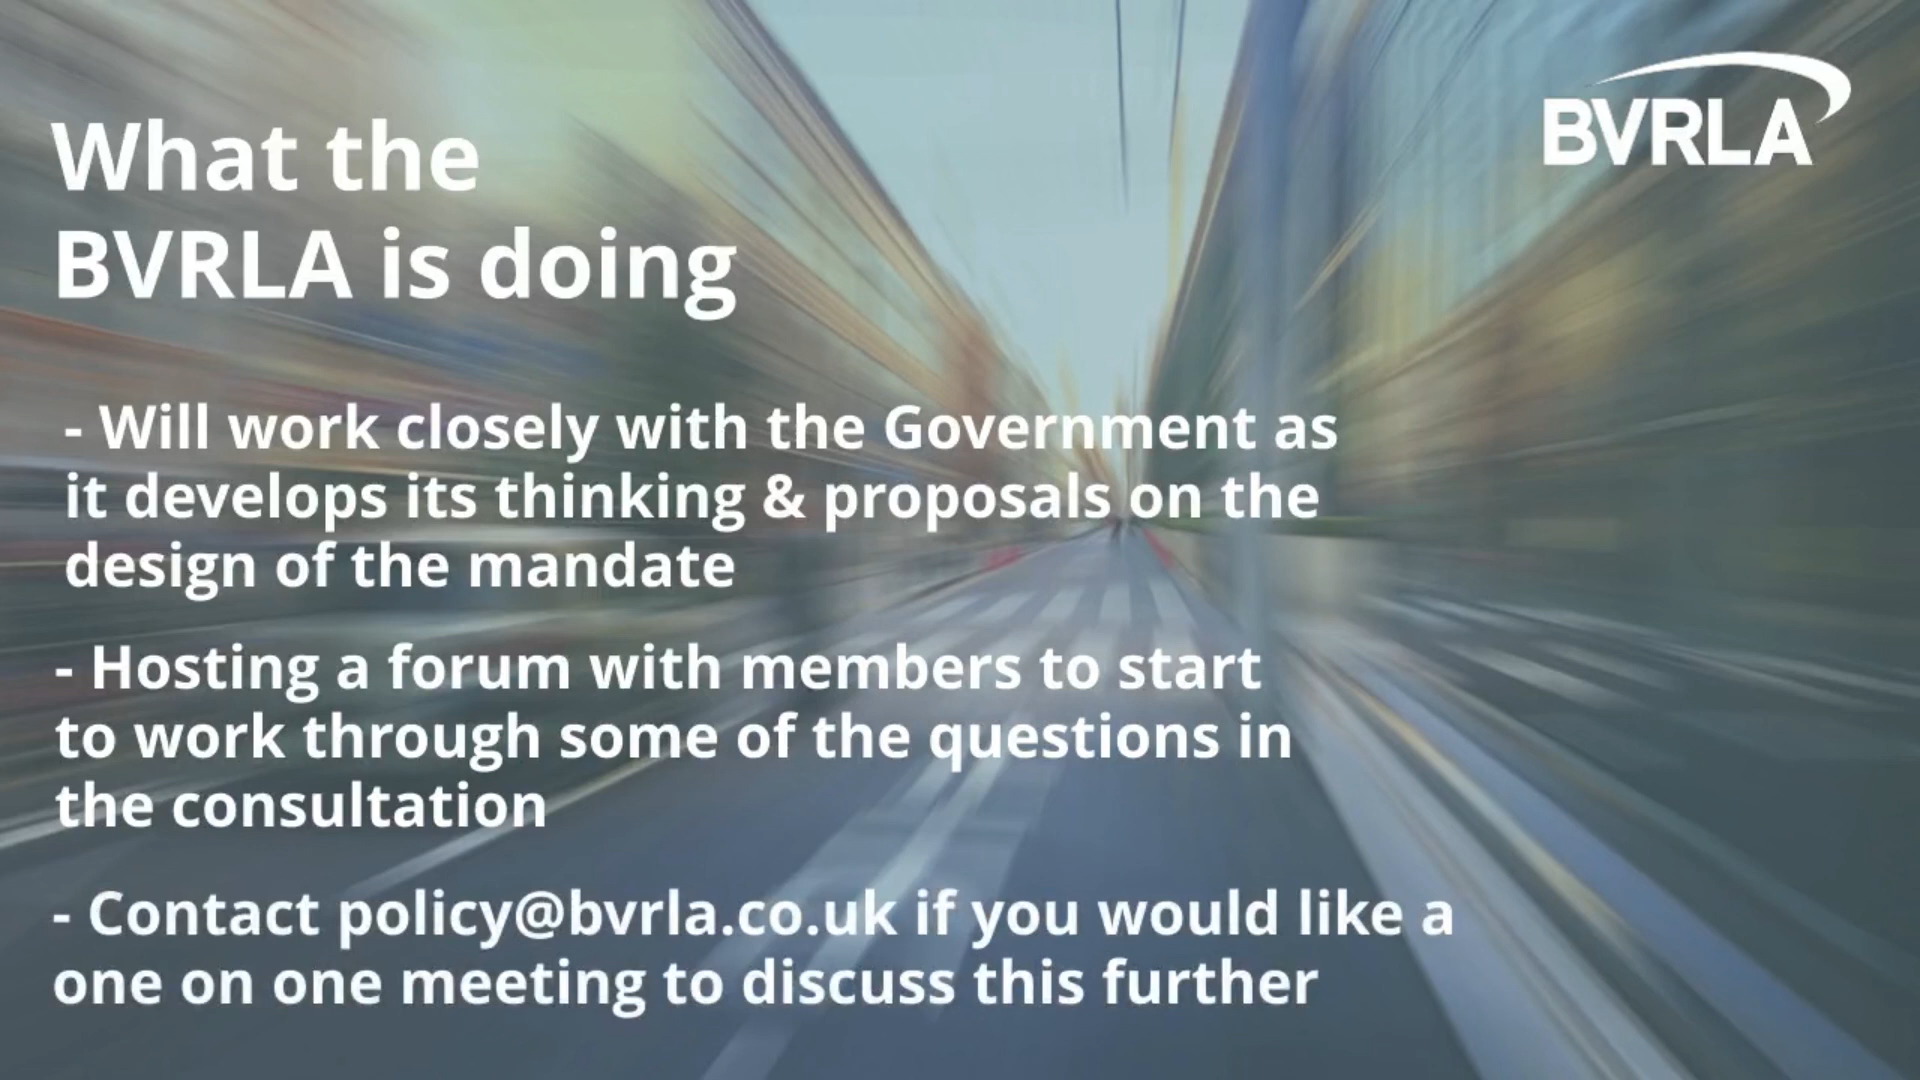 BVRLA
What the
BVRLA is doing
- Will work closely with the Government as
it develops its thinking & proposals on the
design of the mandate
- Hosting a forum with members to start
to work through some of the questions in
the consultation
- Contact policy@bvrla.co.uk if you would like a
one on one meeting to discuss this further